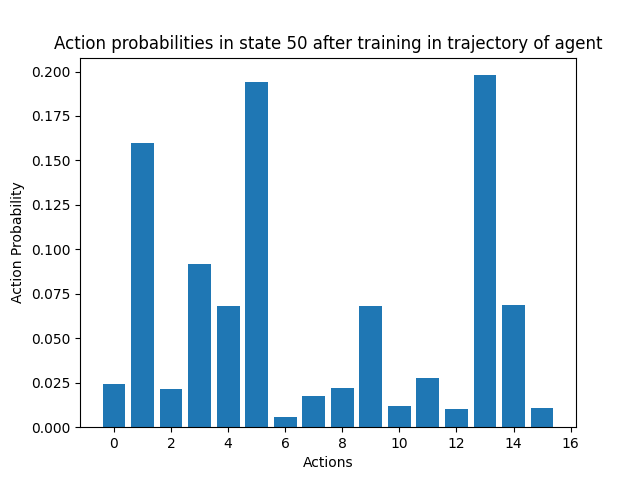 Action probabilities in state 50 after training in trajectory of agent
0.200
0.175
0.150
0.125
0.100
0.075
0.050
0.025
0.000
Action Probability
0 2 4 6 8 10 12 14 16
Actions